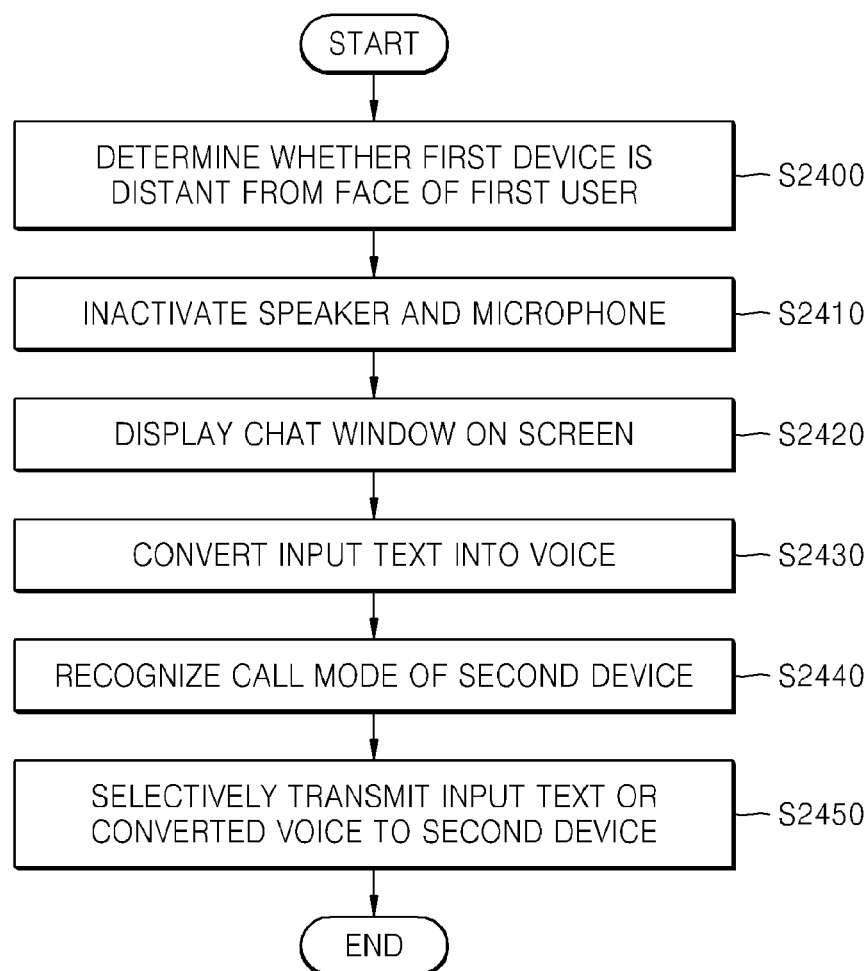 START
DETERMINE WHETHER FIRST DEVICE IS
DISTANT FROM FACE OF FIRST USER
S2400
INACTIVATE SPEAKER AND MICROPHONE
S2410
DISPLAY CHAT WINDOW ON SCREEN
S2420
CONVERT INPUT TEXT INTO VOICE
S2430
RECOGNIZE CALL MODE OF SECOND DEVICE
S2440
SELECTIVELY TRANSMIT INPUT TEXT OR
CONVERTED VOICE TO SECOND DEVICE
S2450
END